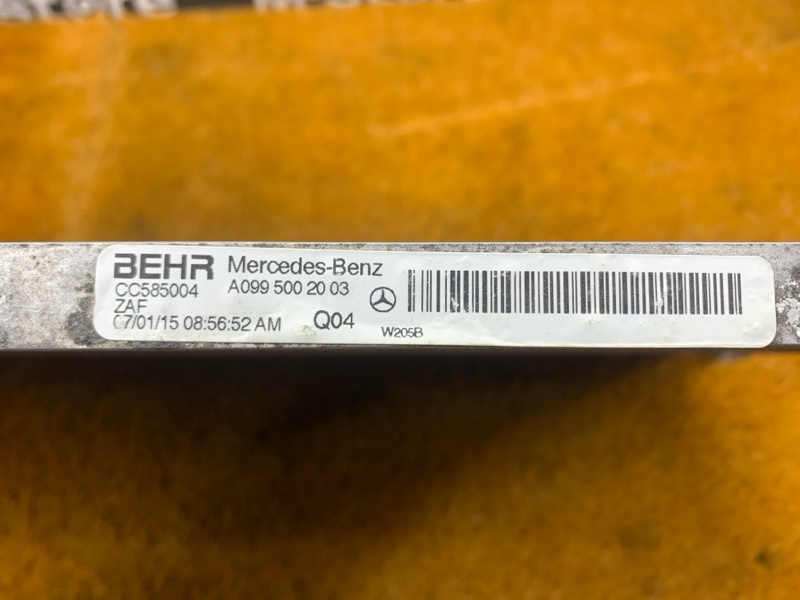 BEHR Mercedes-Benz
CC585004 A099 500 20 03
ZAF
07/01/15 08:56:52 AM Q04
W205B